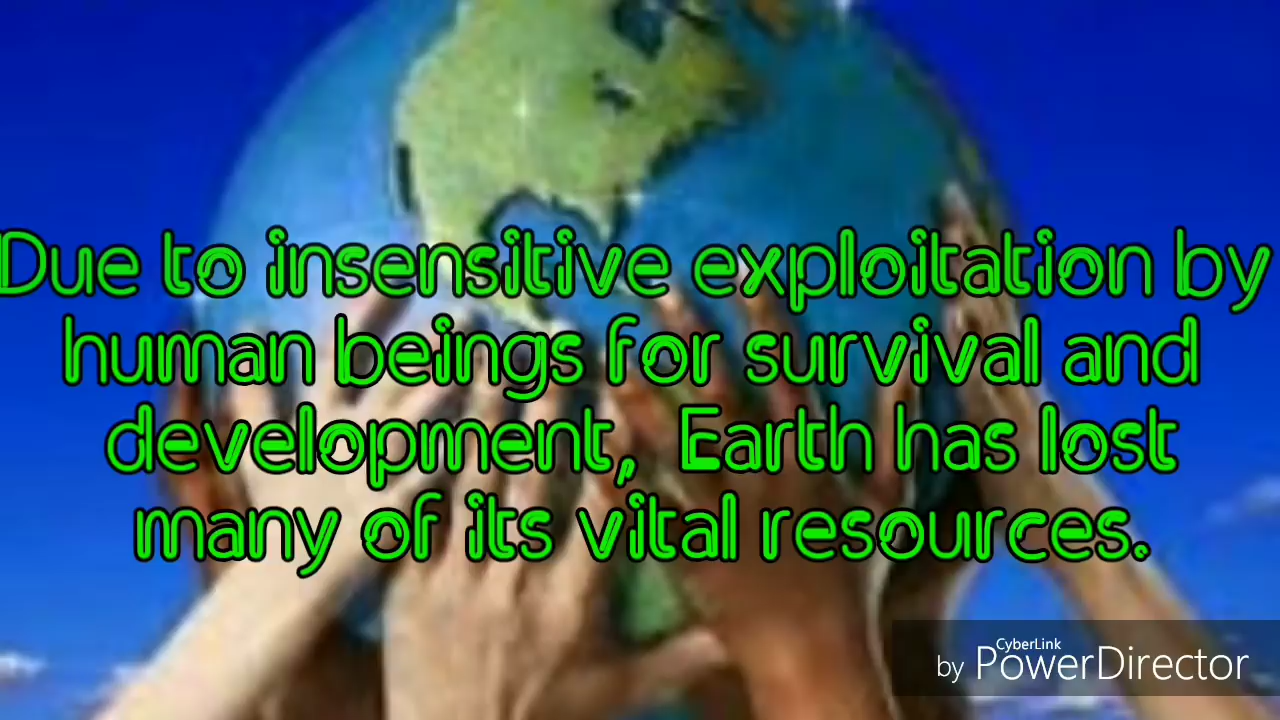 Due to insensitive exploitation by
human beings for survival and
development, Earth has lost
many of its vital resources.
by CyberLink PowerDirector